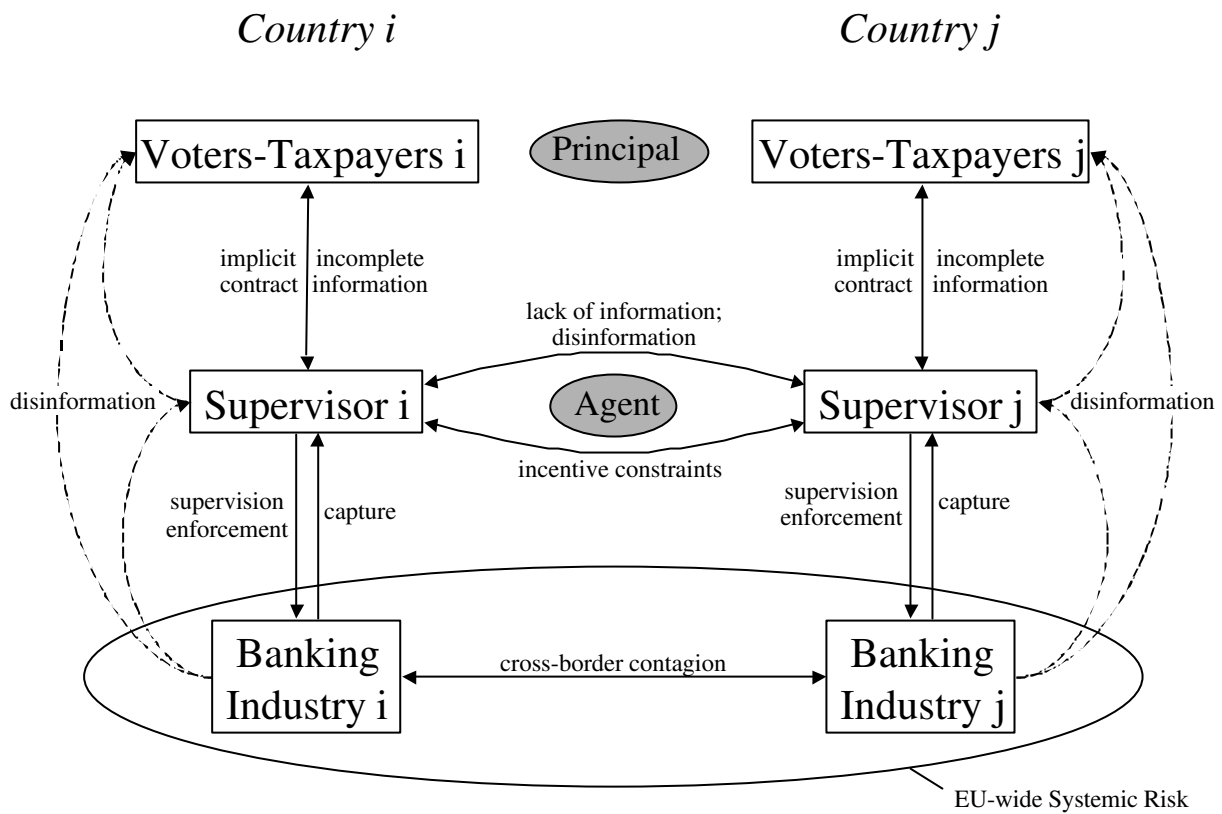 Country i
Country j
Voters-Taxpayers i
Principal
Voters-Taxpayers j
implicit
contract
incomplete
information
implicit
contract
incomplete
information
lack of information;
disinformation
disinformation
Supervisor i
Agent
Supervisor j
disinformation
incentive constraints
supervision
enforcement
capture
supervision
enforcement
capture
Banking
Industry i
cross-border contagion
Banking
Industry j
EU-wide Systemic Risk